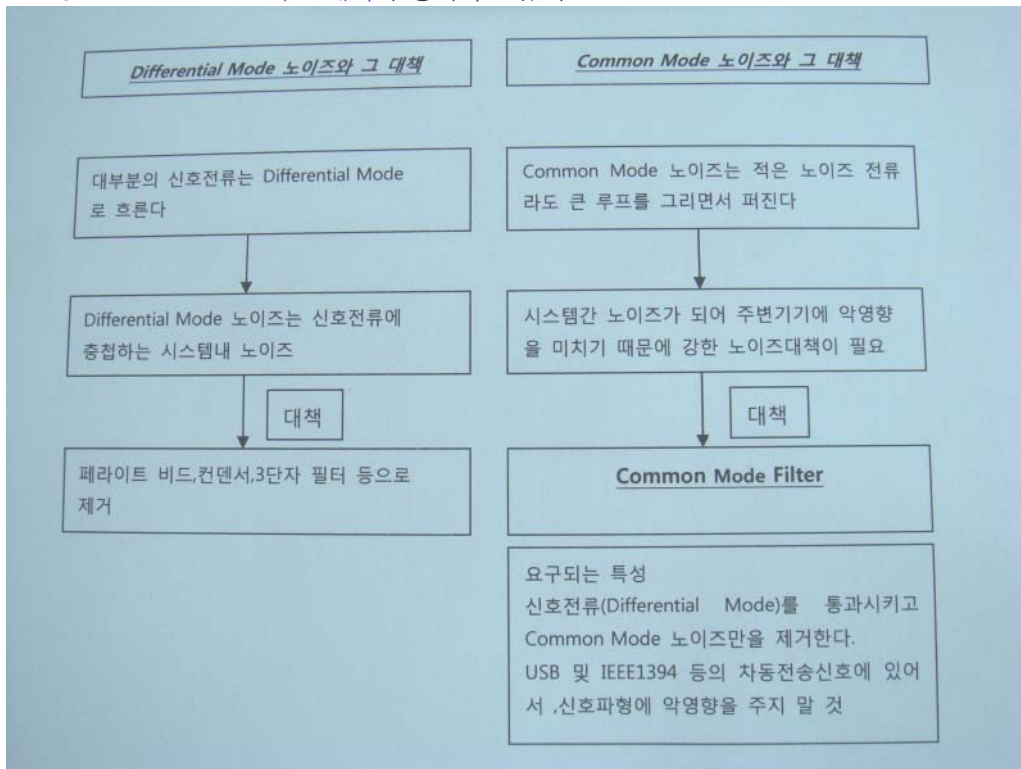 Differential Mode 노이즈와 그 대책
대부분의 신호전류는 Differential Mode
로 흐른다
Differential Mode 노이즈는 신호전류에
충첩하는 시스템내 노이즈
대책
페라이트 비드,컨덴서,3단자 필터 등으로
제거
Common Mode 노이즈와 그 대책
Common Mode 노이즈는 적은 노이즈 전류
라도 큰 루프를 그리면서 퍼진다
시스템간 노이즈가 되어 주변기기에 악영향
을 미치기 때문에 강한 노이즈대책이 필요
대책
Common Mode Filter
요구되는 특성
신호전류(Differential Mode)를 통과시키고
Common Mode 노이즈만을 제거한다.
USB 및 IEEE1394 등의 차동전송신호에 있어
서 ,신호파형에 악영향을 주지 말 것